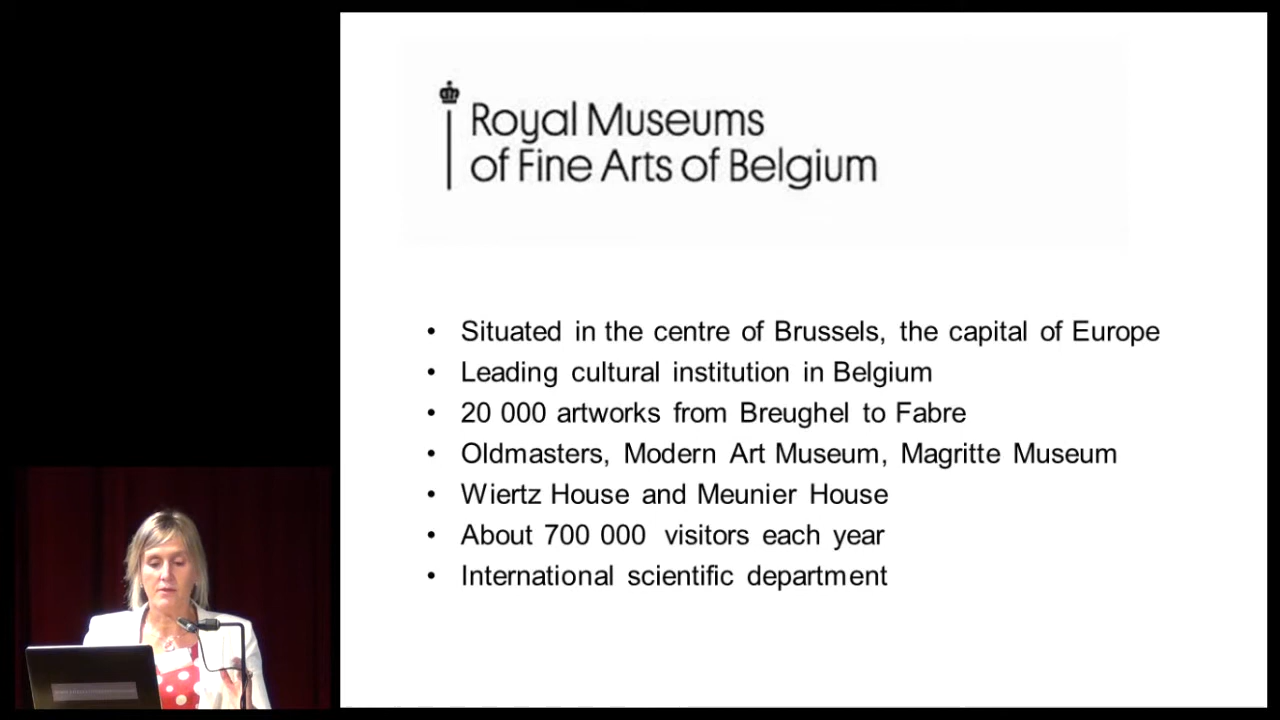 Royal Museums
of Fine Arts of Belgium
• Situated in the centre of Brussels, the capital of Europe
• Leading cultural institution in Belgium
• 20 000 artworks from Breughel to Fabre
• Oldmasters, Modern Art Museum, Magritte Museum
• Wiertz House and Meunier House
• About 700 000 visitors each year
• International scientific department